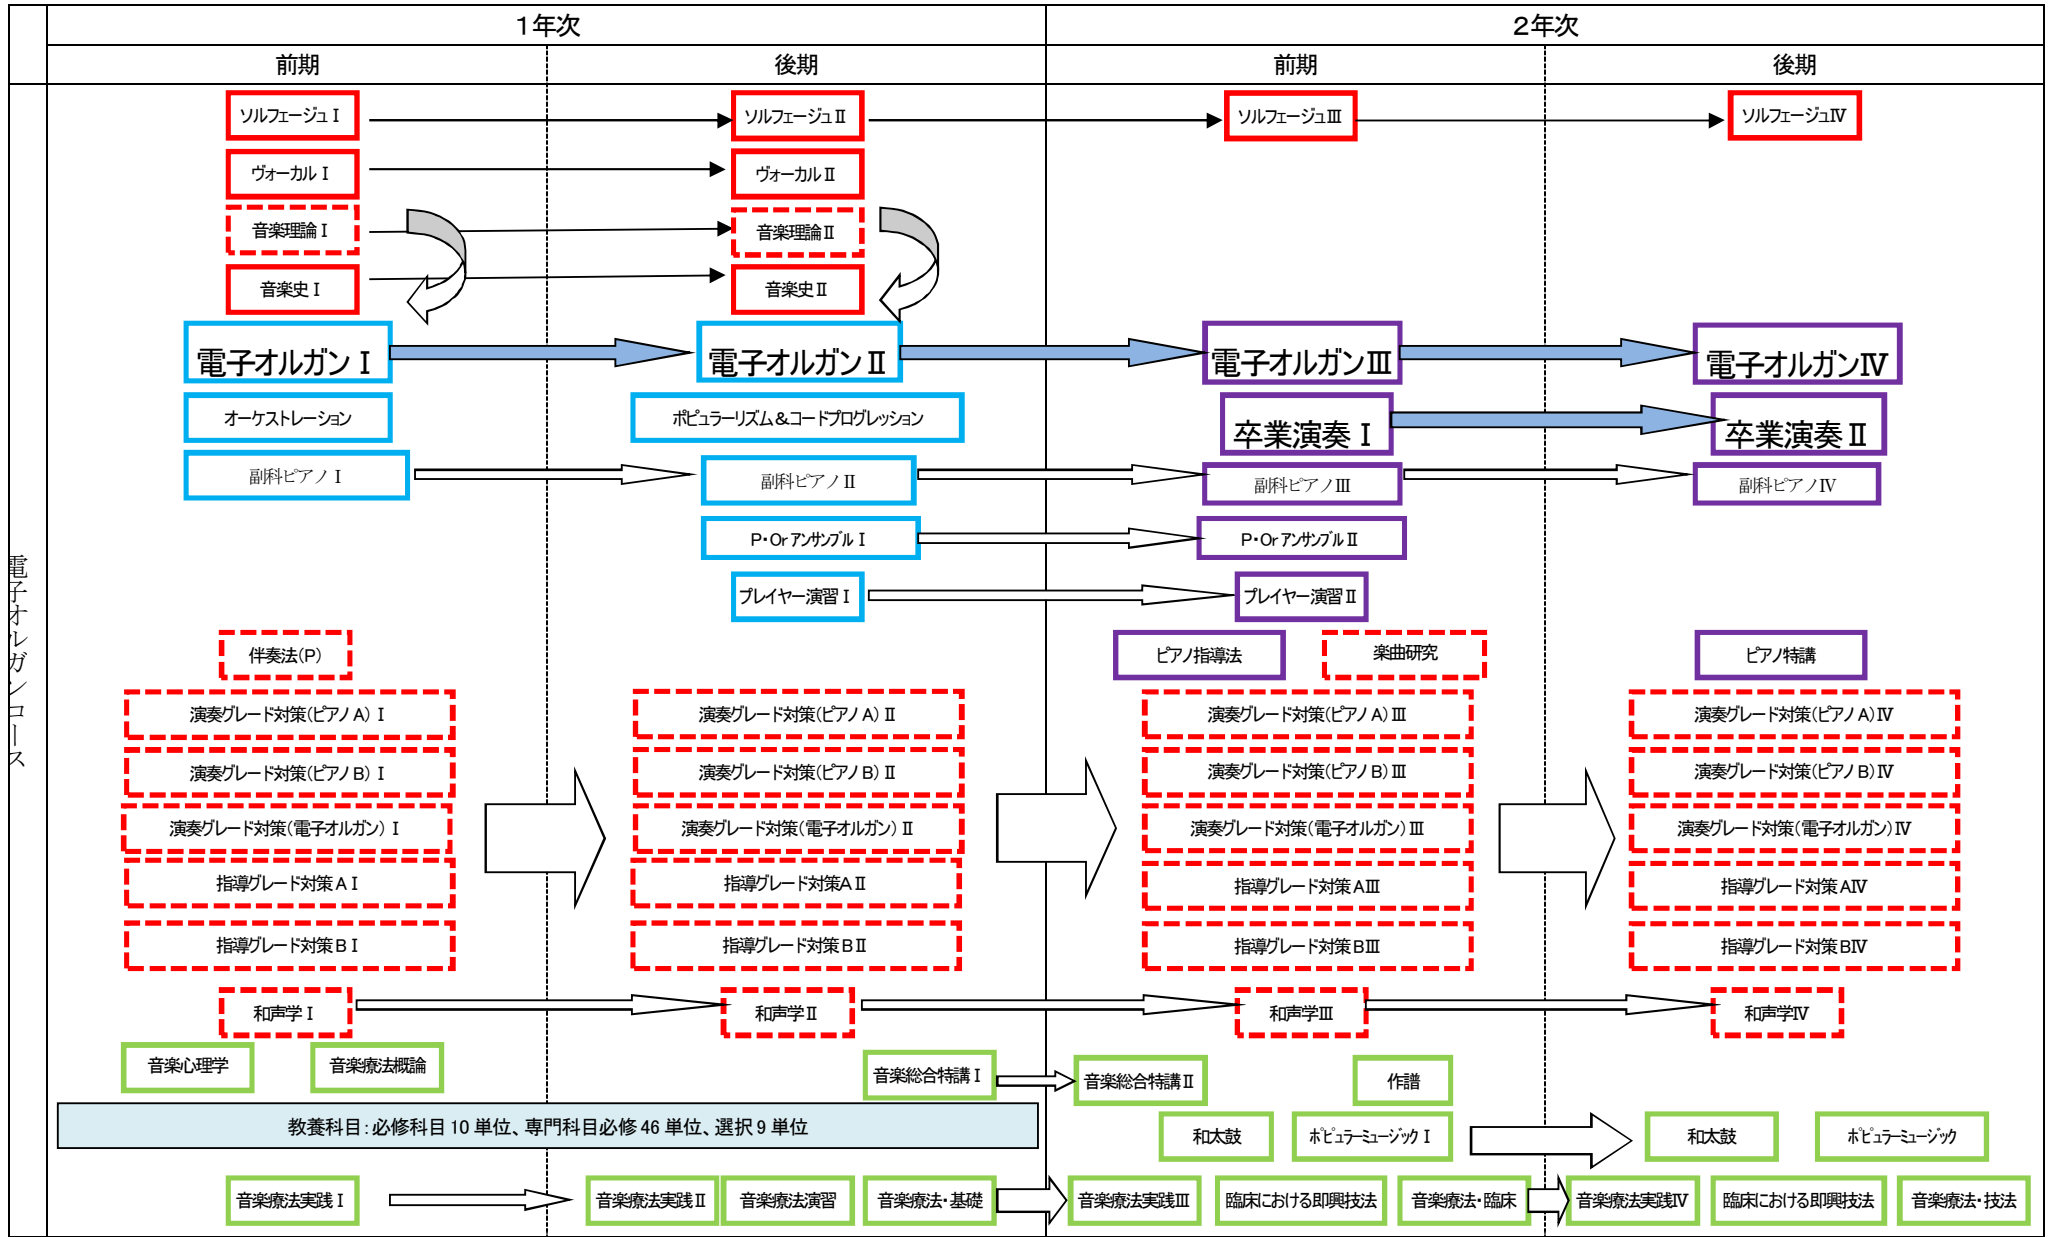 1年次
2年次
前期
後期
前期
後期
電子オルガンコース
ソルフェージュⅠ
ソルフェージュⅡ
ソルフェージュⅢ
ソルフェージュⅣ
ヴォーカルⅠ
ヴォーカルⅡ
音楽理論Ⅰ
音楽理論Ⅱ
音楽史Ⅰ
音楽史Ⅱ
電子オルガンⅠ
電子オルガンⅡ
電子オルガンⅢ
電子オルガンⅣ
オーケストレーション
ポピュラーリズム&コードプログレッション
卒業演奏Ⅰ
卒業演奏Ⅱ
副科ピアノⅠ
副科ピアノⅡ
副科ピアノⅢ
副科ピアノⅣ
P・OrアンサンブルⅠ
P・OrアンサンブルⅡ
プレイヤー演習Ⅰ
プレイヤー演習Ⅱ
伴奏法(P)
ピアノ指導法
楽曲研究
ピアノ特講
演奏グレード対策(ピアノA)Ⅰ
演奏グレード対策(ピアノA)Ⅱ
演奏グレード対策(ピアノA)Ⅲ
演奏グレード対策(ピアノA)Ⅳ
演奏グレード対策(ピアノB)Ⅰ
演奏グレード対策(ピアノB)Ⅱ
演奏グレード対策(ピアノB)Ⅲ
演奏グレード対策(ピアノB)Ⅳ
演奏グレード対策(電子オルガン)Ⅰ
演奏グレード対策(電子オルガン)Ⅱ
演奏グレード対策(電子オルガン)Ⅲ
演奏グレード対策(電子オルガン)Ⅳ
指導グレード対策AⅠ
指導グレード対策AⅡ
指導グレード対策AⅢ
指導グレード対策AⅣ
指導グレード対策BⅠ
指導グレード対策BⅡ
指導グレード対策BⅢ
指導グレード対策BⅣ
和声学Ⅰ
和声学Ⅱ
和声学Ⅲ
和声学Ⅳ
音楽心理学
音楽療法概論
音楽総合特講Ⅰ
音楽総合特講Ⅱ
作譜
教養科目:必修科目10単位、専門科目必修46単位、選択9単位
和太鼓
ポピュラーミュージックⅠ
和太鼓
ポピュラーミュージック
音楽療法実践Ⅰ
音楽療法実践Ⅱ
音楽療法演習
音楽療法・基礎
音楽療法実践Ⅲ
臨床における即興技法
音楽療法・臨床
音楽療法実践Ⅳ
臨床における即興技法
音楽療法・技法